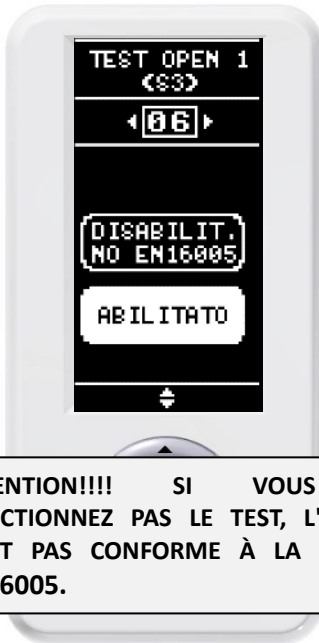 TEST OPEN 1
(S3)
06
DISABILIT.
NO EN16005
ABILITATO
ENTION!!!! SI VOUS
CTIONNEZ PAS LE TEST, L'
T PAS CONFORME À LA
6005.